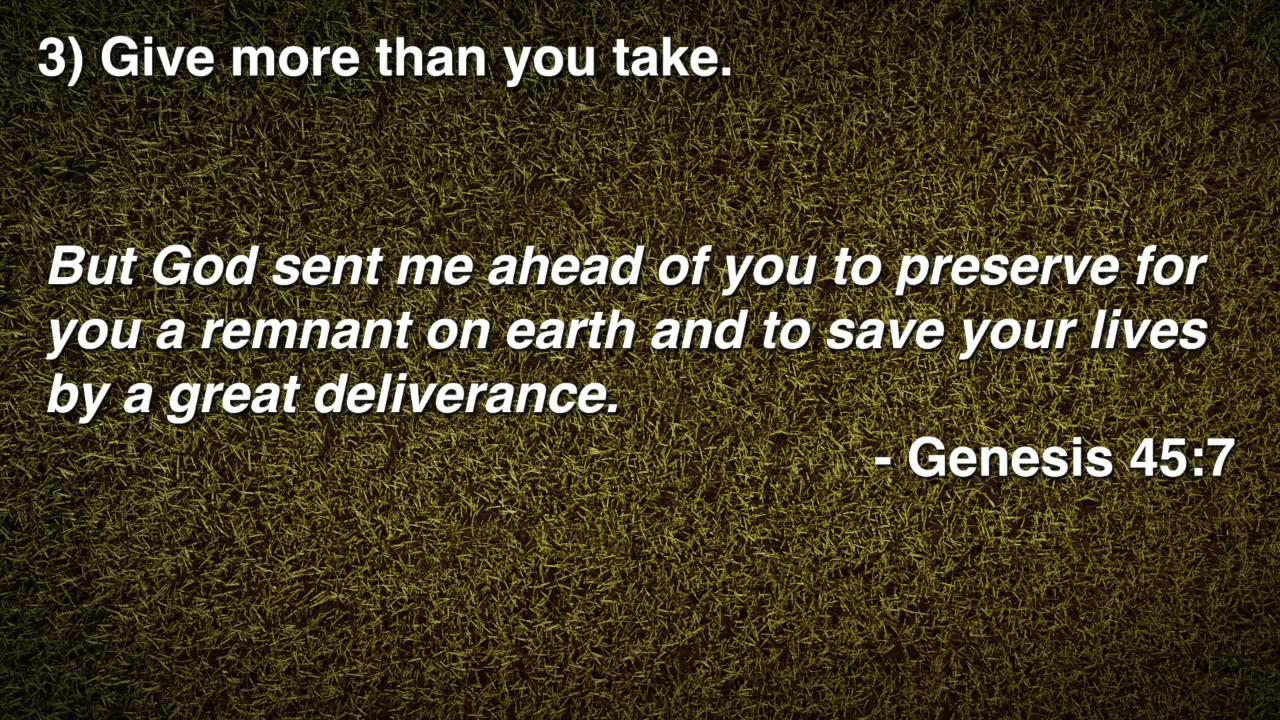 3) Give more than you take.
But God sent me ahead of you to preserve for
you a remnant on earth and to save your lives
by a great deliverance.
- Genesis 45:7